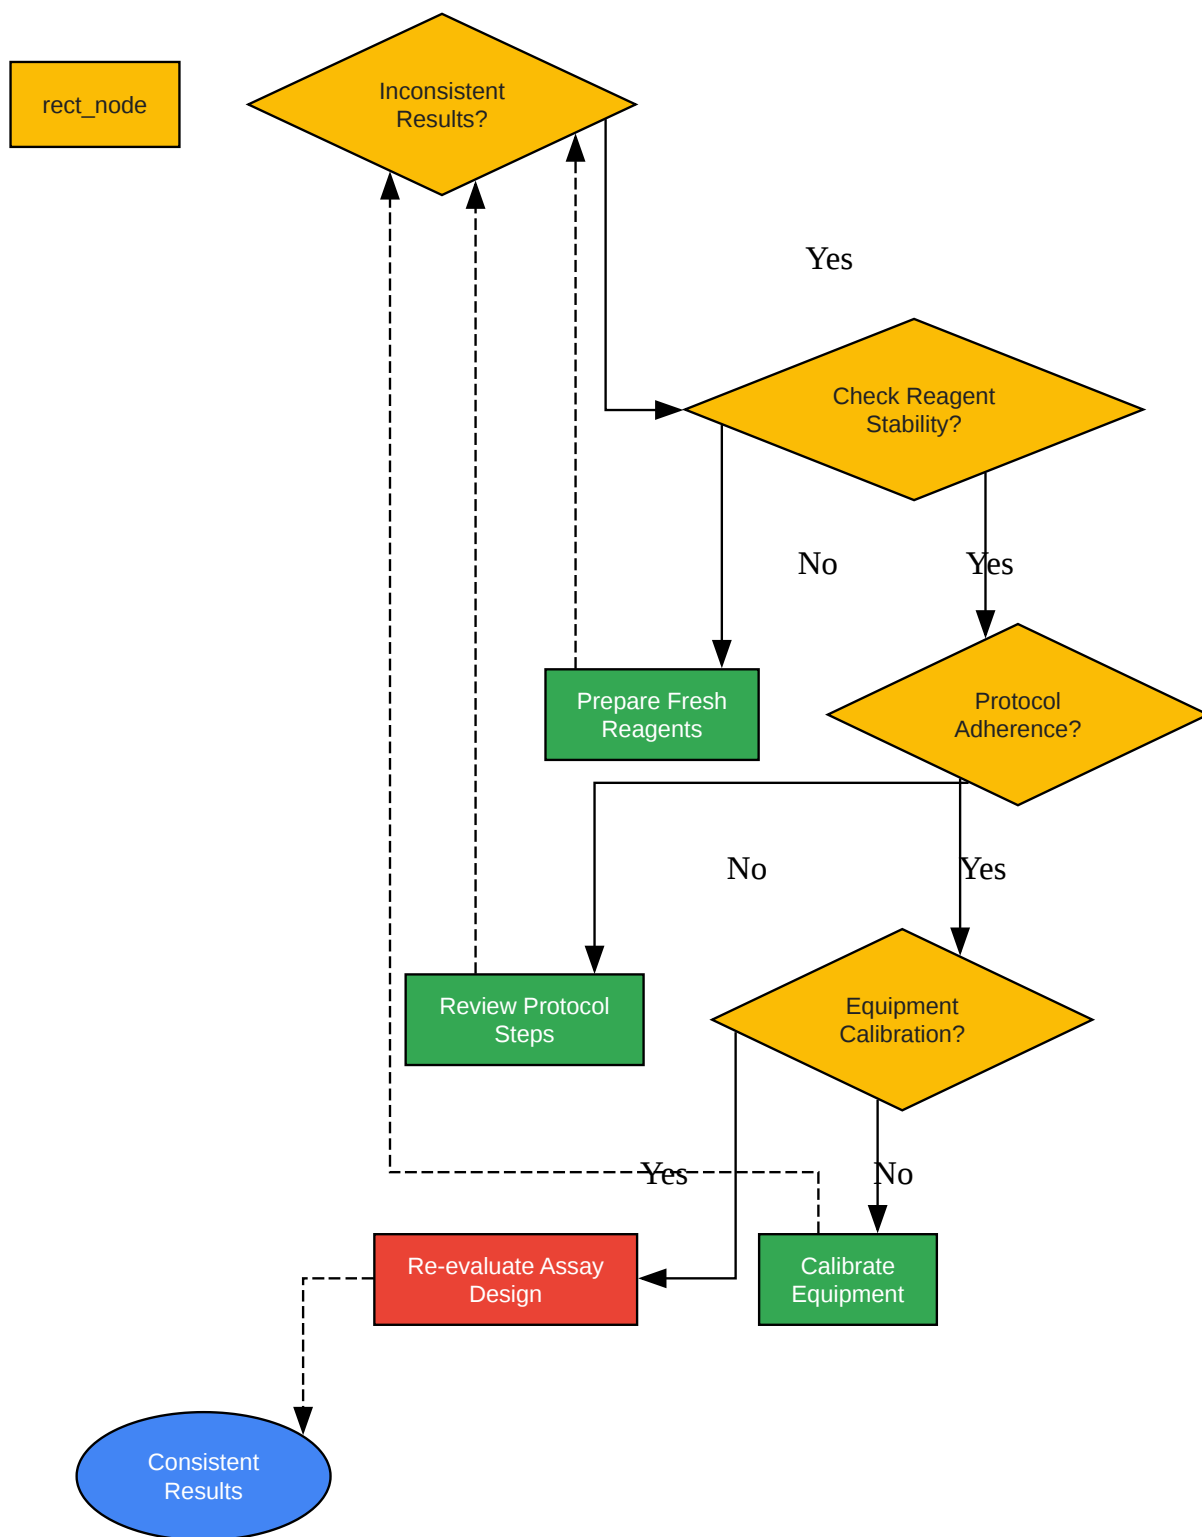 rect_node
Inconsistent
Results?
Yes
Check Reagent
Stability?
No
Yes
Prepare Fresh
Reagents
Protocol
Adherence?
No
Yes
Review Protocol
Steps
Equipment
Calibration?
Yes
No
Re-evaluate Assay
Design
Calibrate
Equipment
Consistent
Results